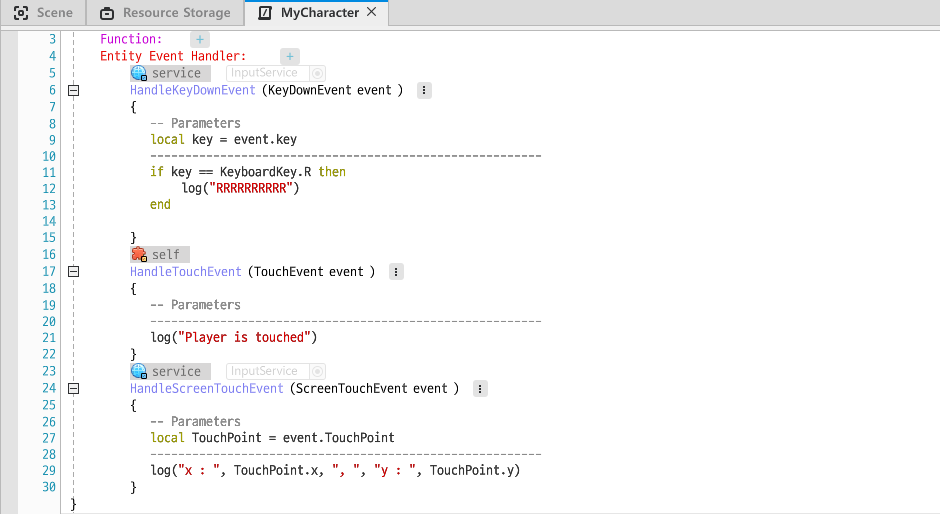 Scene Resource Storage MyCharacter
3 Function: +
4 Entity Event Handler: +
5 service InputService
6 HandleKeyDownEvent (KeyDownEvent event )
7 {
8 -- Parameters
9 local key = event.key
10 --------------------------------------------------------
11 if key == KeyboardKey.R then
12 log("RRRRRRRRRR")
13 end
14
15 }
16 self
17 HandleTouchEvent (TouchEvent event )
18 {
19 -- Parameters
20 --------------------------------------------------------
21 log("Player is touched")
22 }
23 service InputService
24 HandleScreenTouchEvent (ScreenTouchEvent event )
25 {
26 -- Parameters
27 local TouchPoint = event.TouchPoint
28 --------------------------------------------------------
29 log("x : ", TouchPoint.x, ", ", "y : ", TouchPoint.y)
30 }
}